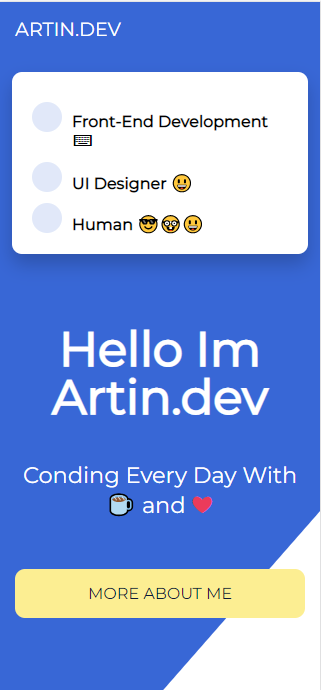 ARTIN.DEV
Front-End Development
⌨️
UI Designer 😃
Human 😎🤓😃
Hello Im
Artin.dev
Conding Every Day With
☕ and ❤️
MORE ABOUT ME